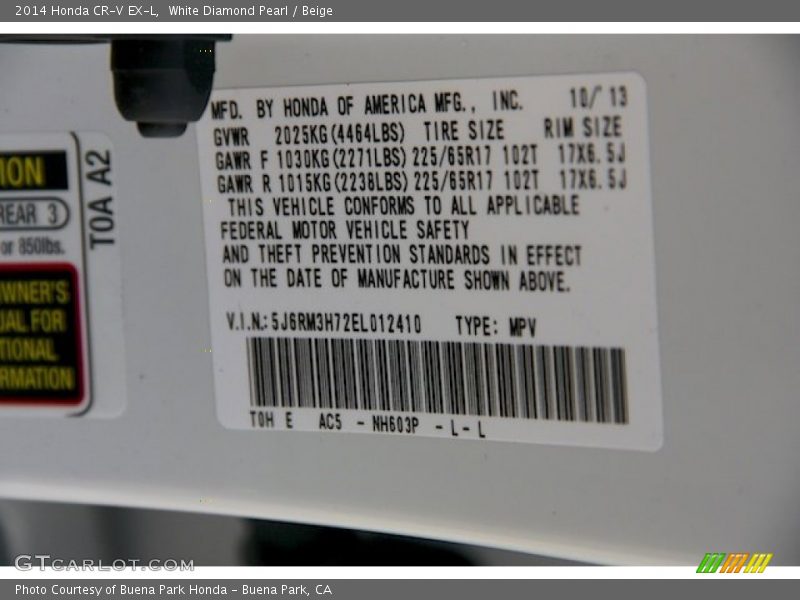 2014 Honda CR-V EX-L, White Diamond Pearl / Beige
MFD. BY HONDA OF AMERICA MFG., INC. 10/ 13
GVWR 2025KG(4464LBS) TIRE SIZE RIM SIZE
GAWR F 1030KG(2271LBS) 225/65R17 102T 17X6.5J
GAWR R 1015KG(2238LBS) 225/65R17 102T 17X6.5J
THIS VEHICLE CONFORMS TO ALL APPLICABLE
FEDERAL MOTOR VEHICLE SAFETY
AND THEFT PREVENTION STANDARDS IN EFFECT
ON THE DATE OF MANUFACTURE SHOWN ABOVE.
V.I.N.: 5J6RM3H72EL012410 TYPE: MPV
T0H E AC5 - NH603P - L - L
ION
REAR 3
or 850lbs.
WNER'S
UAL FOR
TIONAL
RMATION
T0A A2
GTCARLOT.COM
Photo Courtesy of Buena Park Honda - Buena Park, CA